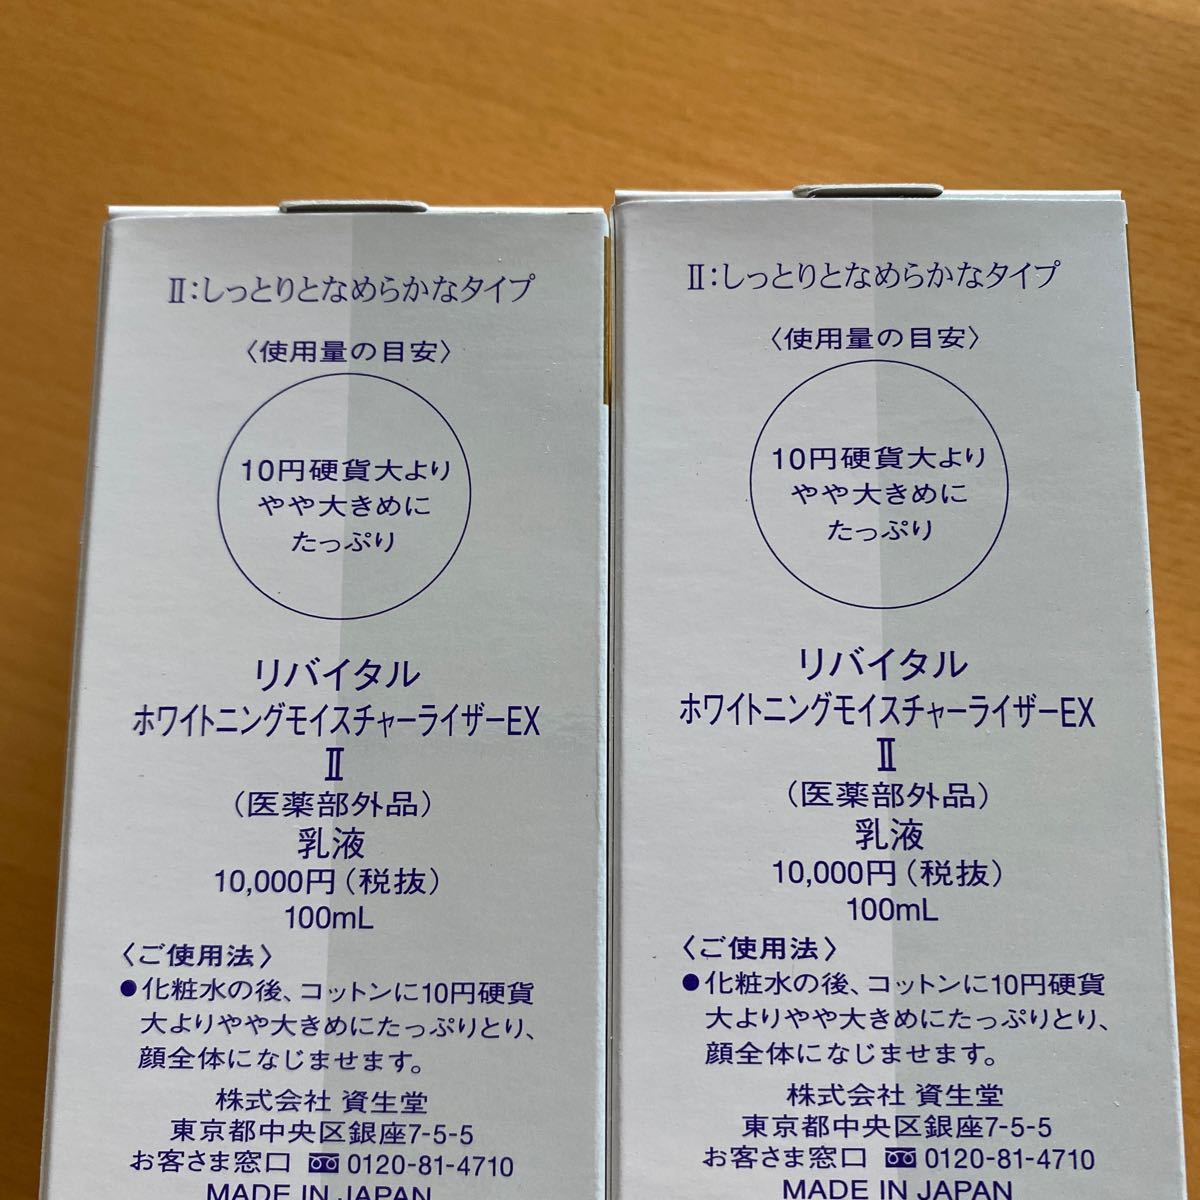 Ⅱ：しっとりとなめらかなタイプ
〈使用量の目安〉
10円硬貨大より
やや大きめに
たっぷり
リバイタル
ホワイトニングモイスチャーライザーEX
Ⅱ
（医薬部外品）
乳液
10,000円（税抜）
100mL
〈ご使用法〉
●化粧水の後、コットンに10円硬貨
大よりやや大きめにたっぷりとり、
顔全体になじませます。
株式会社 資生堂
東京都中央区銀座7-5-5
お客さま窓口 0120-81-4710
MADE IN JAPAN
Ⅱ：しっとりとなめらかなタイプ
〈使用量の目安〉
10円硬貨大より
やや大きめに
たっぷり
リバイタル
ホワイトニングモイスチャーライザーEX
Ⅱ
（医薬部外品）
乳液
10,000円（税抜）
100mL
〈ご使用法〉
●化粧水の後、コットンに10円硬貨
大よりやや大きめにたっぷりとり、
顔全体になじませます。
株式会社 資生堂
東京都中央区銀座7-5-5
お客さま窓口 0120-81-4710
MADE IN JAPAN